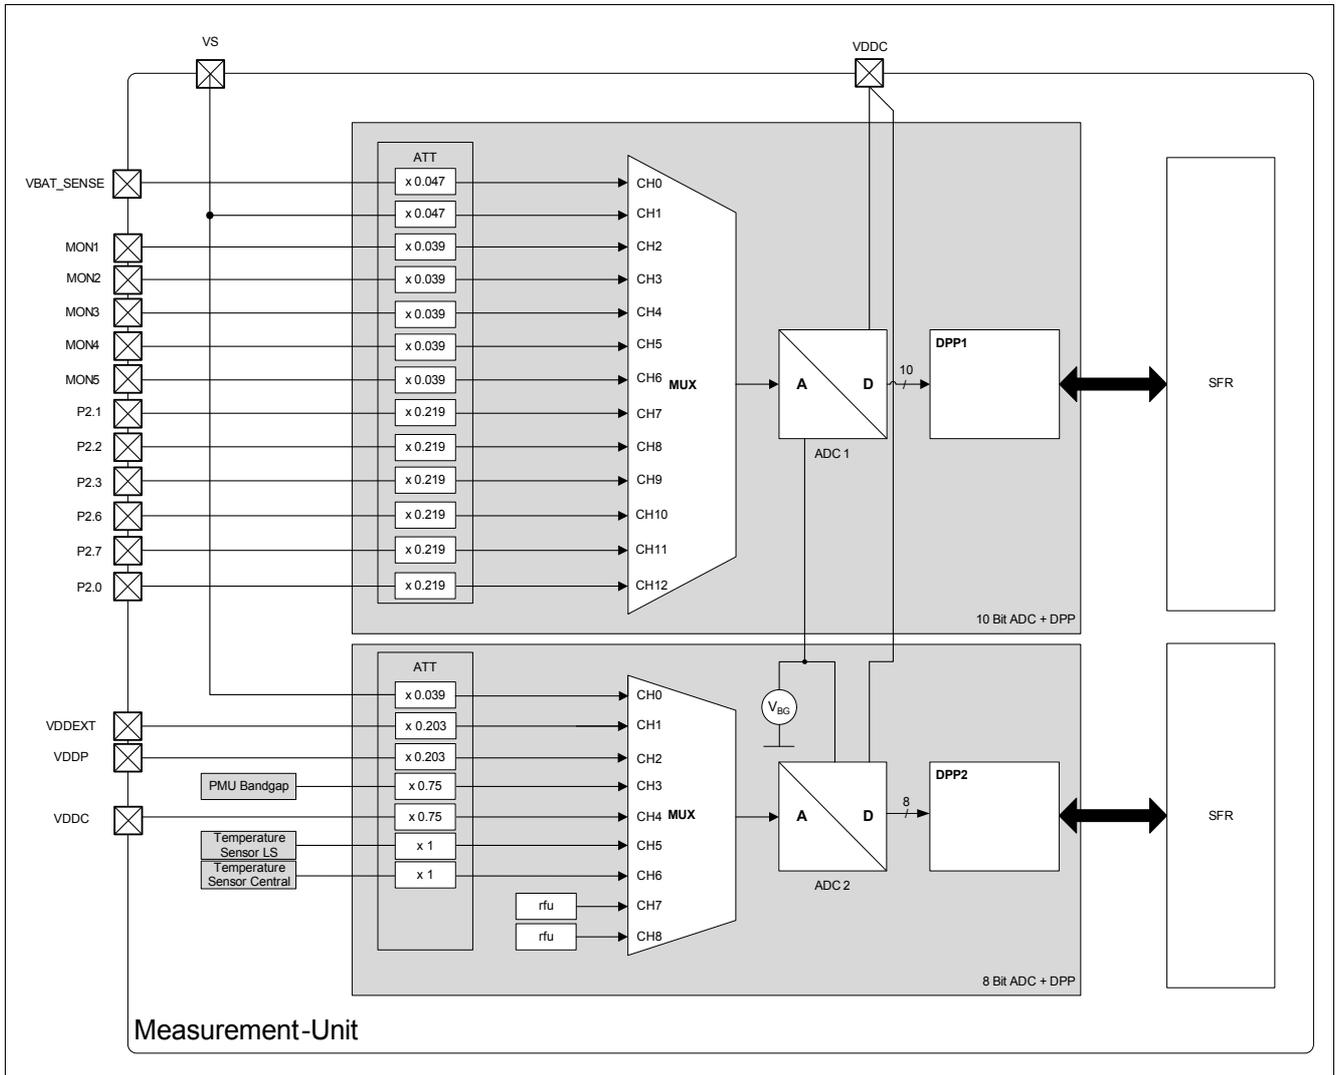 VS
VDDC
ATT
VBAT_SENSE
x 0.047
CH0
x 0.047
CH1
MON1
x 0.039
CH2
MON2
x 0.039
CH3
MON3
x 0.039
CH4
MON4
x 0.039
CH5
MON5
x 0.039
CH6
MUX
P2.1
x 0.219
CH7
P2.2
x 0.219
CH8
P2.3
x 0.219
CH9
P2.6
x 0.219
CH10
P2.7
x 0.219
CH11
P2.0
x 0.219
CH12
A
D
ADC 1
10
DPP1
SFR
10 Bit ADC + DPP
ATT
x 0.039
CH0
VDDEXT
x 0.203
CH1
VDDP
x 0.203
CH2
PMU Bandgap
x 0.75
CH3
VDDC
x 0.75
CH4
MUX
Temperature
Sensor LS
x 1
CH5
Temperature
Sensor Central
x 1
CH6
rfu
CH7
rfu
CH8
VBG
A
D
ADC 2
8
DPP2
SFR
8 Bit ADC + DPP
Measurement-Unit